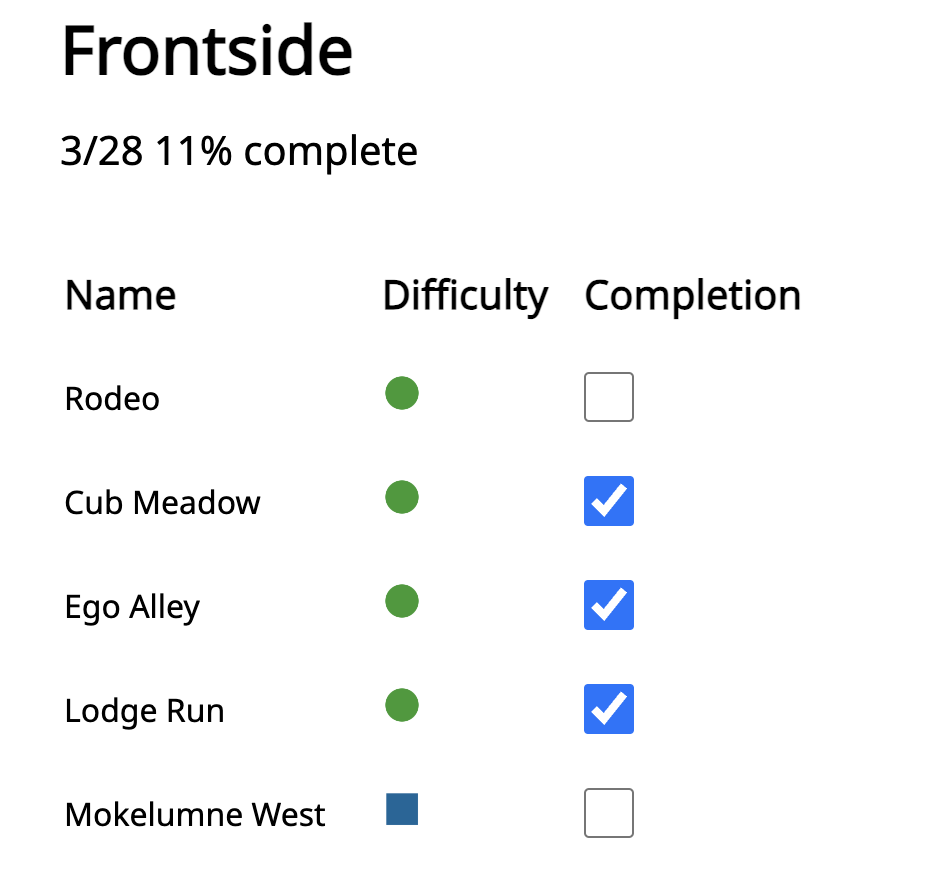 Frontside
3/28 11% complete
Name Difficulty Completion
Rodeo
Cub Meadow
Ego Alley
Lodge Run
Mokelumne West